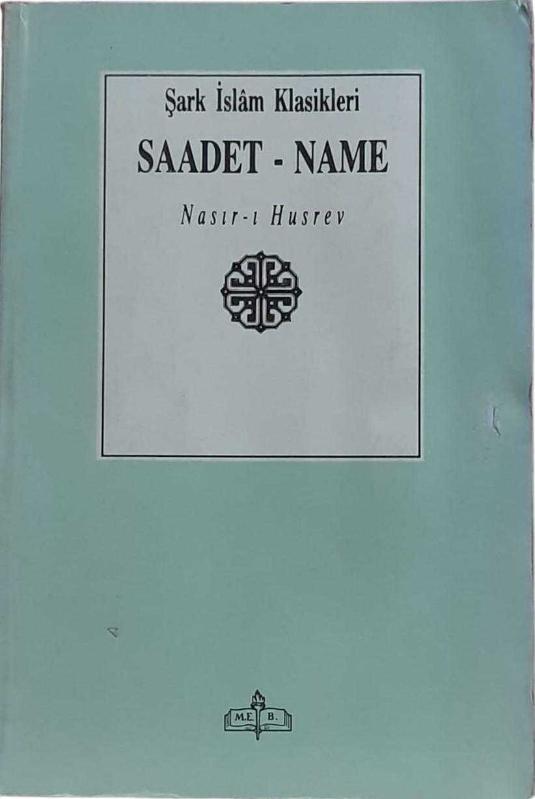 Şark İslâm Klasikleri
SAADET - NAME
Nasır-ı Husrev
M.E. B.